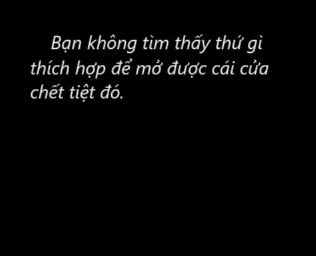 Bạn không tìm thấy thứ gì
thích hợp để mở được cái cửa
chết tiệt đó.